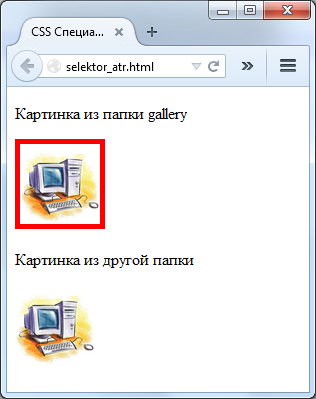 CSS Специа...
selektor_atr.html
Картинка из папки gallery
Картинка из другой папки